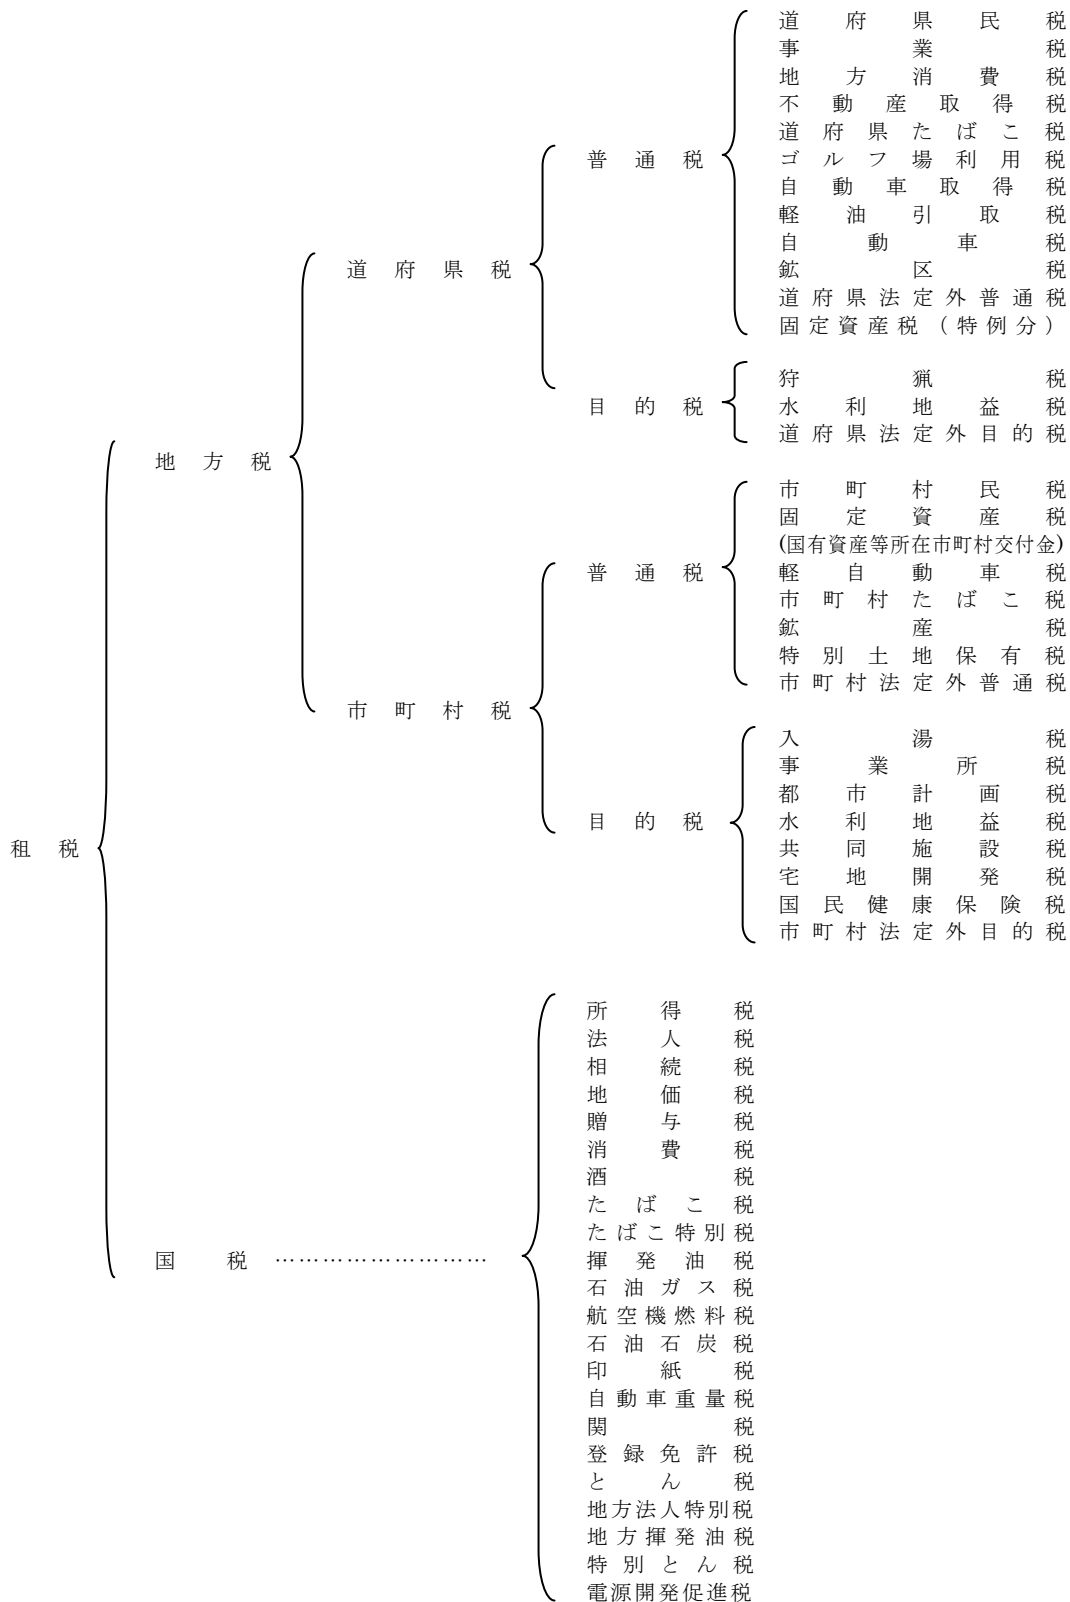 租税
地方税
道府県税
普通税
道府県民税
事業税
地方消費税
不動産取得税
道府県たばこ税
ゴルフ場利用税
自動車取得税
軽油引取税
自動車税
鉱区税
道府県法定外普通税
固定資産税（特例分）
目的税
狩猟税
水利地益税
道府県法定外目的税
市町村税
普通税
市町村民税
固定資産税
(国有資産等所在市町村交付金)
軽自動車税
市町村たばこ税
鉱産税
特別土地保有税
市町村法定外普通税
目的税
入湯税
事業所税
都市計画税
水利地益税
共同施設税
宅地開発税
国民健康保険税
市町村法定外目的税
国税 ………………………
所得税
法人税
相続税
地価税
贈与税
消費税
酒税
たばこ税
たばこ特別税
揮発油税
石油ガス税
航空機燃料税
石油石炭税
印紙税
自動車重量税
関税
登録免許税
とん税
地方法人特別税
地方揮発油税
特別とん税
電源開発促進税